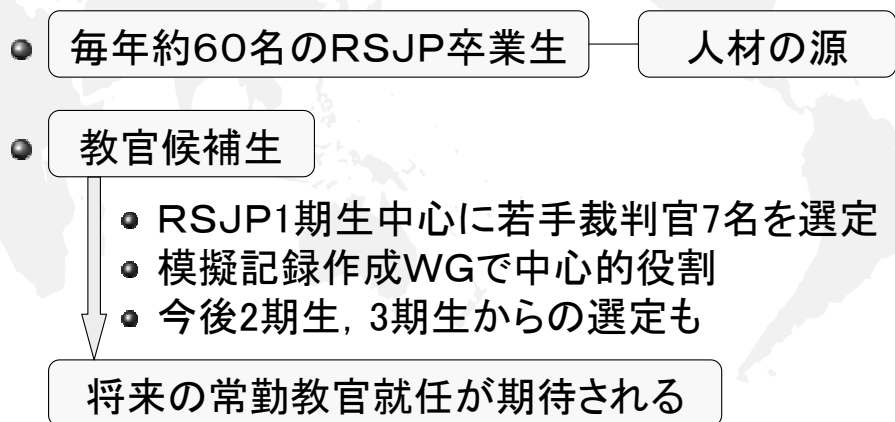 毎年約60名のRSJP卒業生 人材の源
教官候補生
RSJP1期生中心に若手裁判官7名を選定
模擬記録作成WGで中心的役割
今後2期生，3期生からの選定も
将来の常勤教官就任が期待される